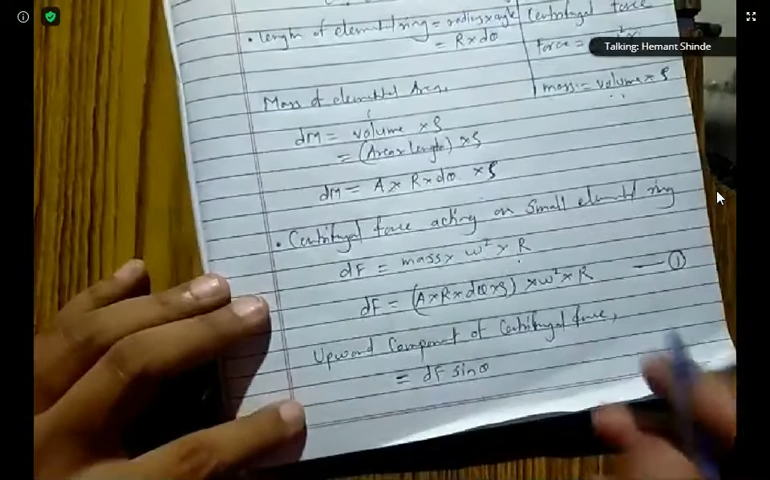 • Length of elemental ring = radius x angle
= R x dθ
Centrifugal force
Force =
mass = volume x ρ
Talking: Hemant Shinde
Mass of elemental Area,
dM = volume x ρ
= (Area x length) x ρ
dM = A x R x dθ x ρ
• Centrifugal force acting on small elemental ring
dF = mass x ω² x R
dF = (A x R x dθ x ρ) x ω² x R — ①
Upward Component of Centrifugal force,
= dF sinθ